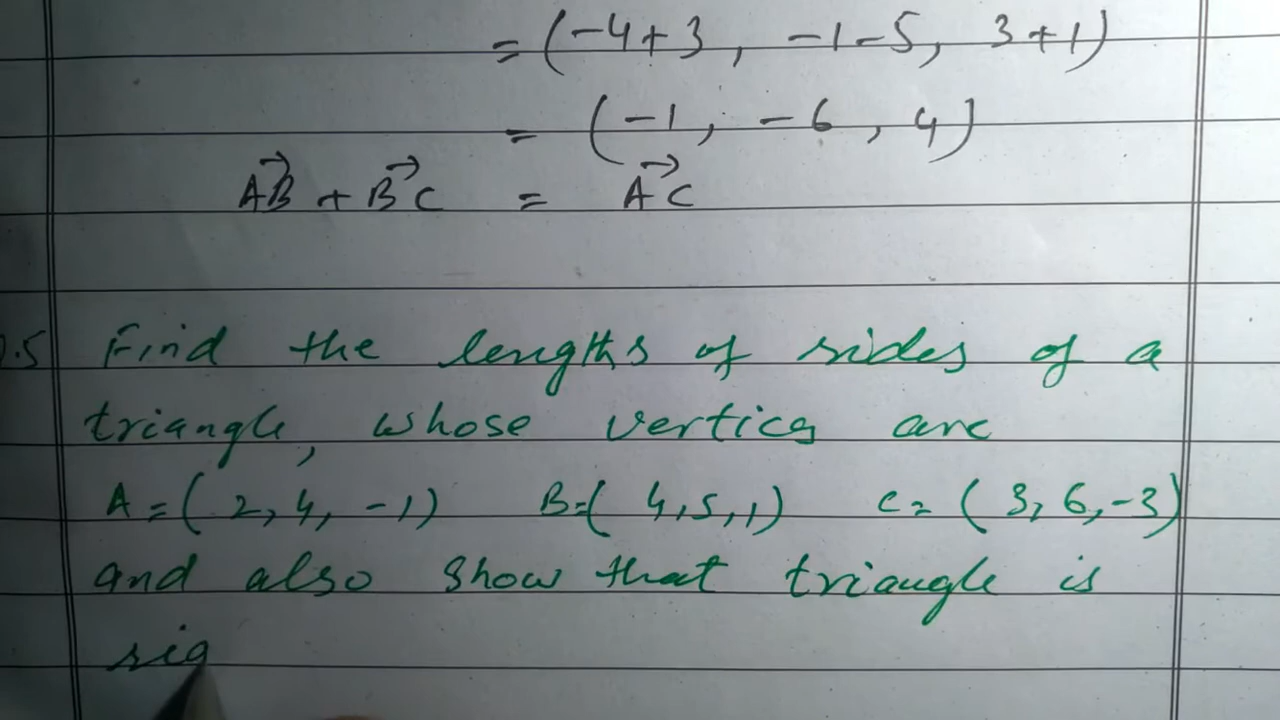 = (-4+3, -1-5, 3+1)
= (-1, -6, 4)
AB + BC = AC
.5 Find the lengths of sides of a
triangle, whose vertices are
A = (2, 4, -1) B = (4, 5, 1) C = (3, 6, -3)
and also show that triangle is
rig